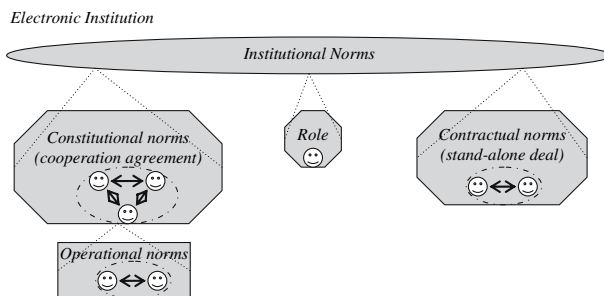 Electronic Institution
Institutional Norms
Constitutional norms
(cooperation agreement)
Role
Contractual norms
(stand-alone deal)
Operational norms